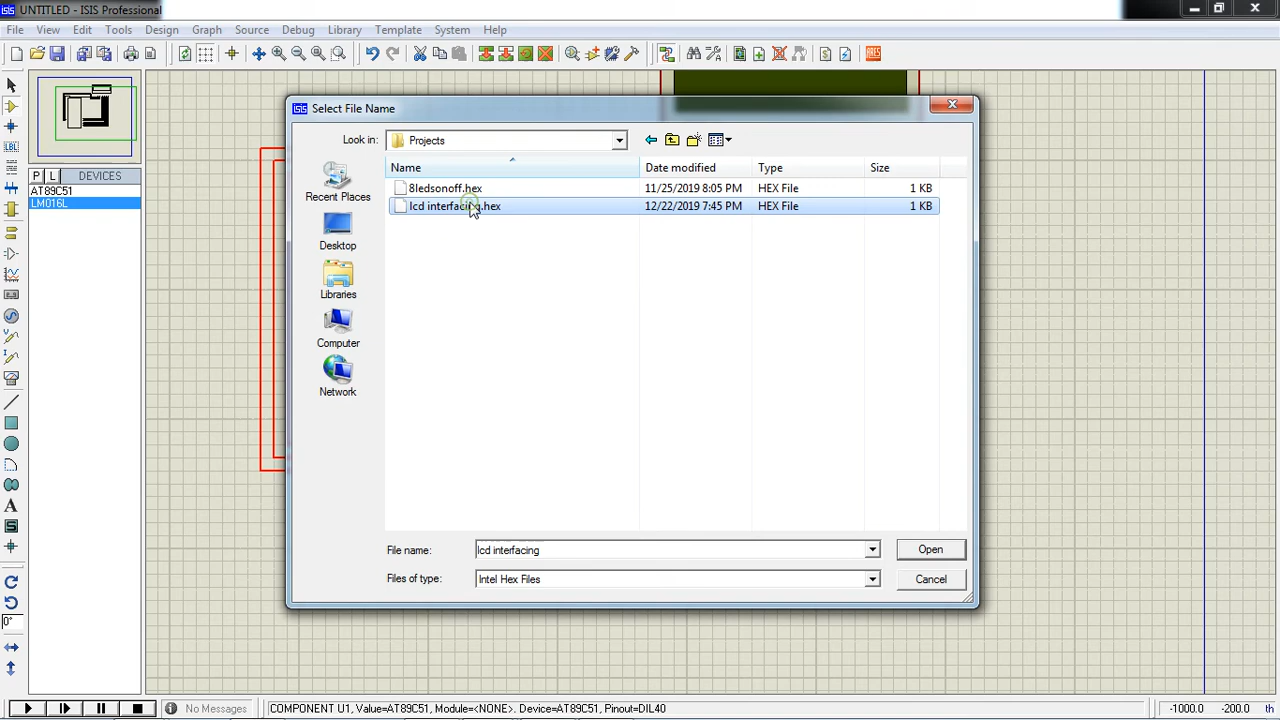 UNTITLED - ISIS Professional
File View Edit Tools Design Graph Source Debug Library Template System Help
ISIS Select File Name
Look in: Projects
P L DEVICES
AT89C51
LM016L
Name Date modified Type Size
8ledsonoff.hex 11/25/2019 8:05 PM HEX File 1 KB
lcd interfacing.hex 12/22/2019 7:45 PM HEX File 1 KB
Recent Places
Desktop
Libraries
Computer
Network
File name: lcd interfacing Open
Files of type: Intel Hex Files Cancel
LBL
A
S
ARES
0°
No Messages COMPONENT U1, Value=AT89C51, Module=<NONE>. Device=AT89C51, Pinout=DIL40 -1000.0 -200.0 th